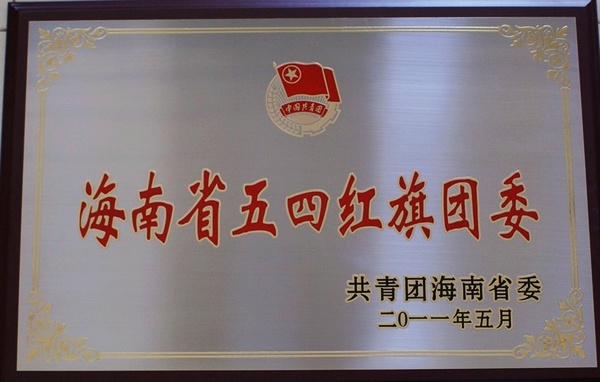 中国共青团
海南省五四红旗团委
共青团海南省委
二〇一一年五月